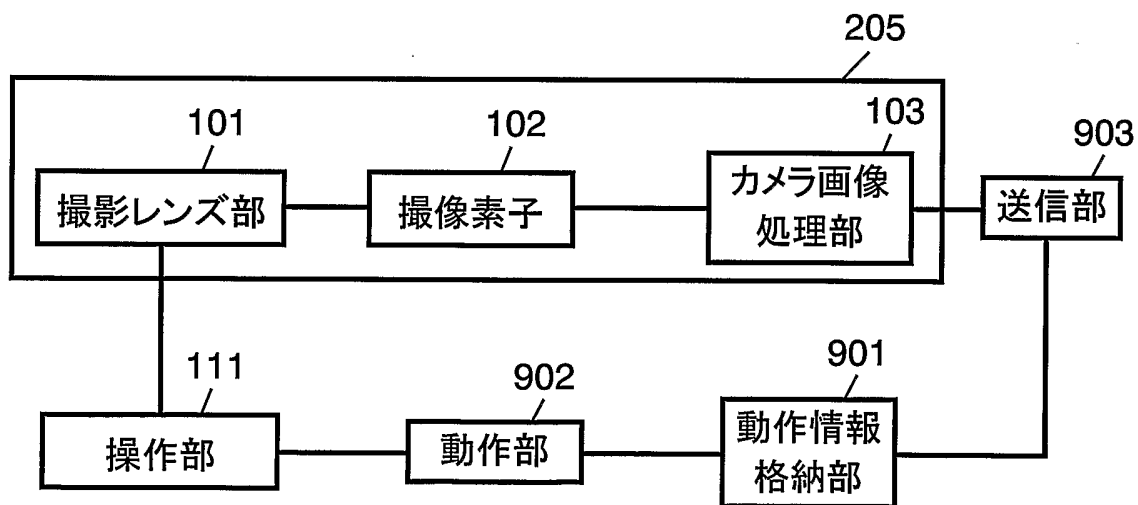 205
101
102
103
903
撮影レンズ部
撮像素子
カメラ画像
処理部
送信部
111
902
901
操作部
動作部
動作情報
格納部